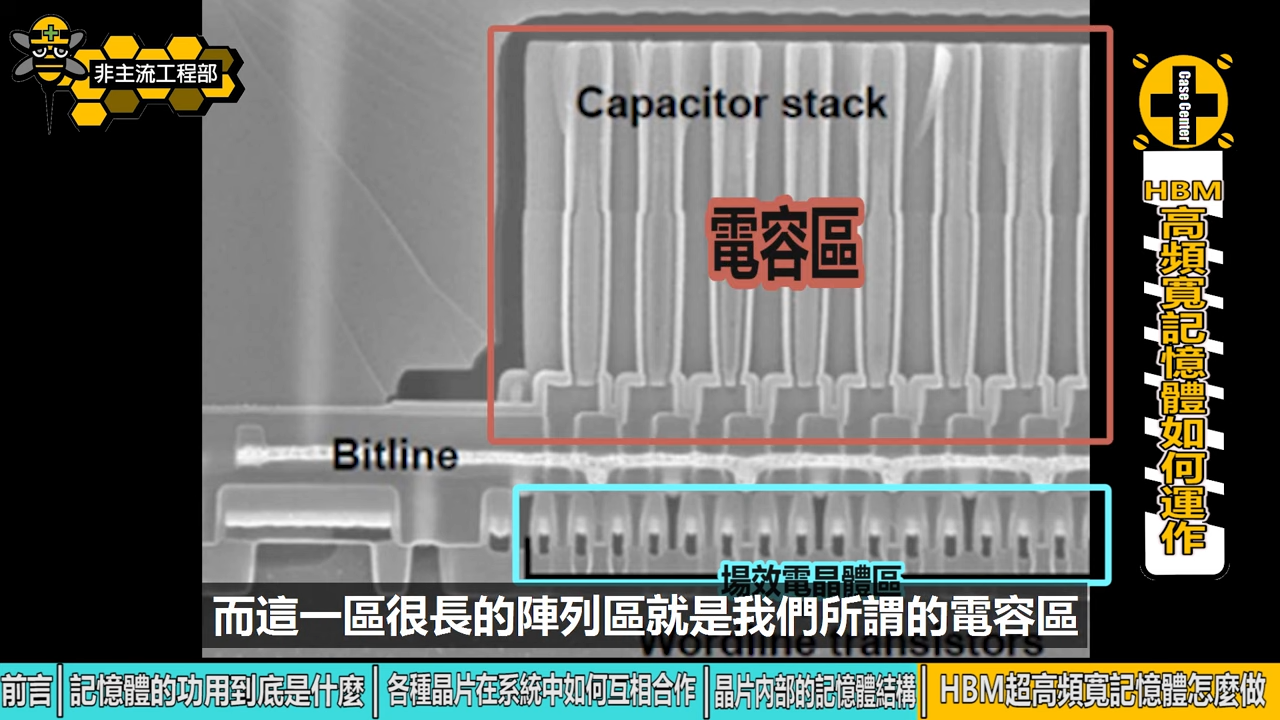 非主流工程部
Capacitor stack
電容區
Bitline
場效電晶體區
而這一區很長的陣列區就是我們所謂的電容區
Wordline transistors
Case Center
HBM
高頻寬記憶體如何運作
前言
記憶體的功用到底是什麼
各種晶片在系統中如何互相合作
晶片內部的記憶體結構
HBM超高頻寬記憶體怎麼做